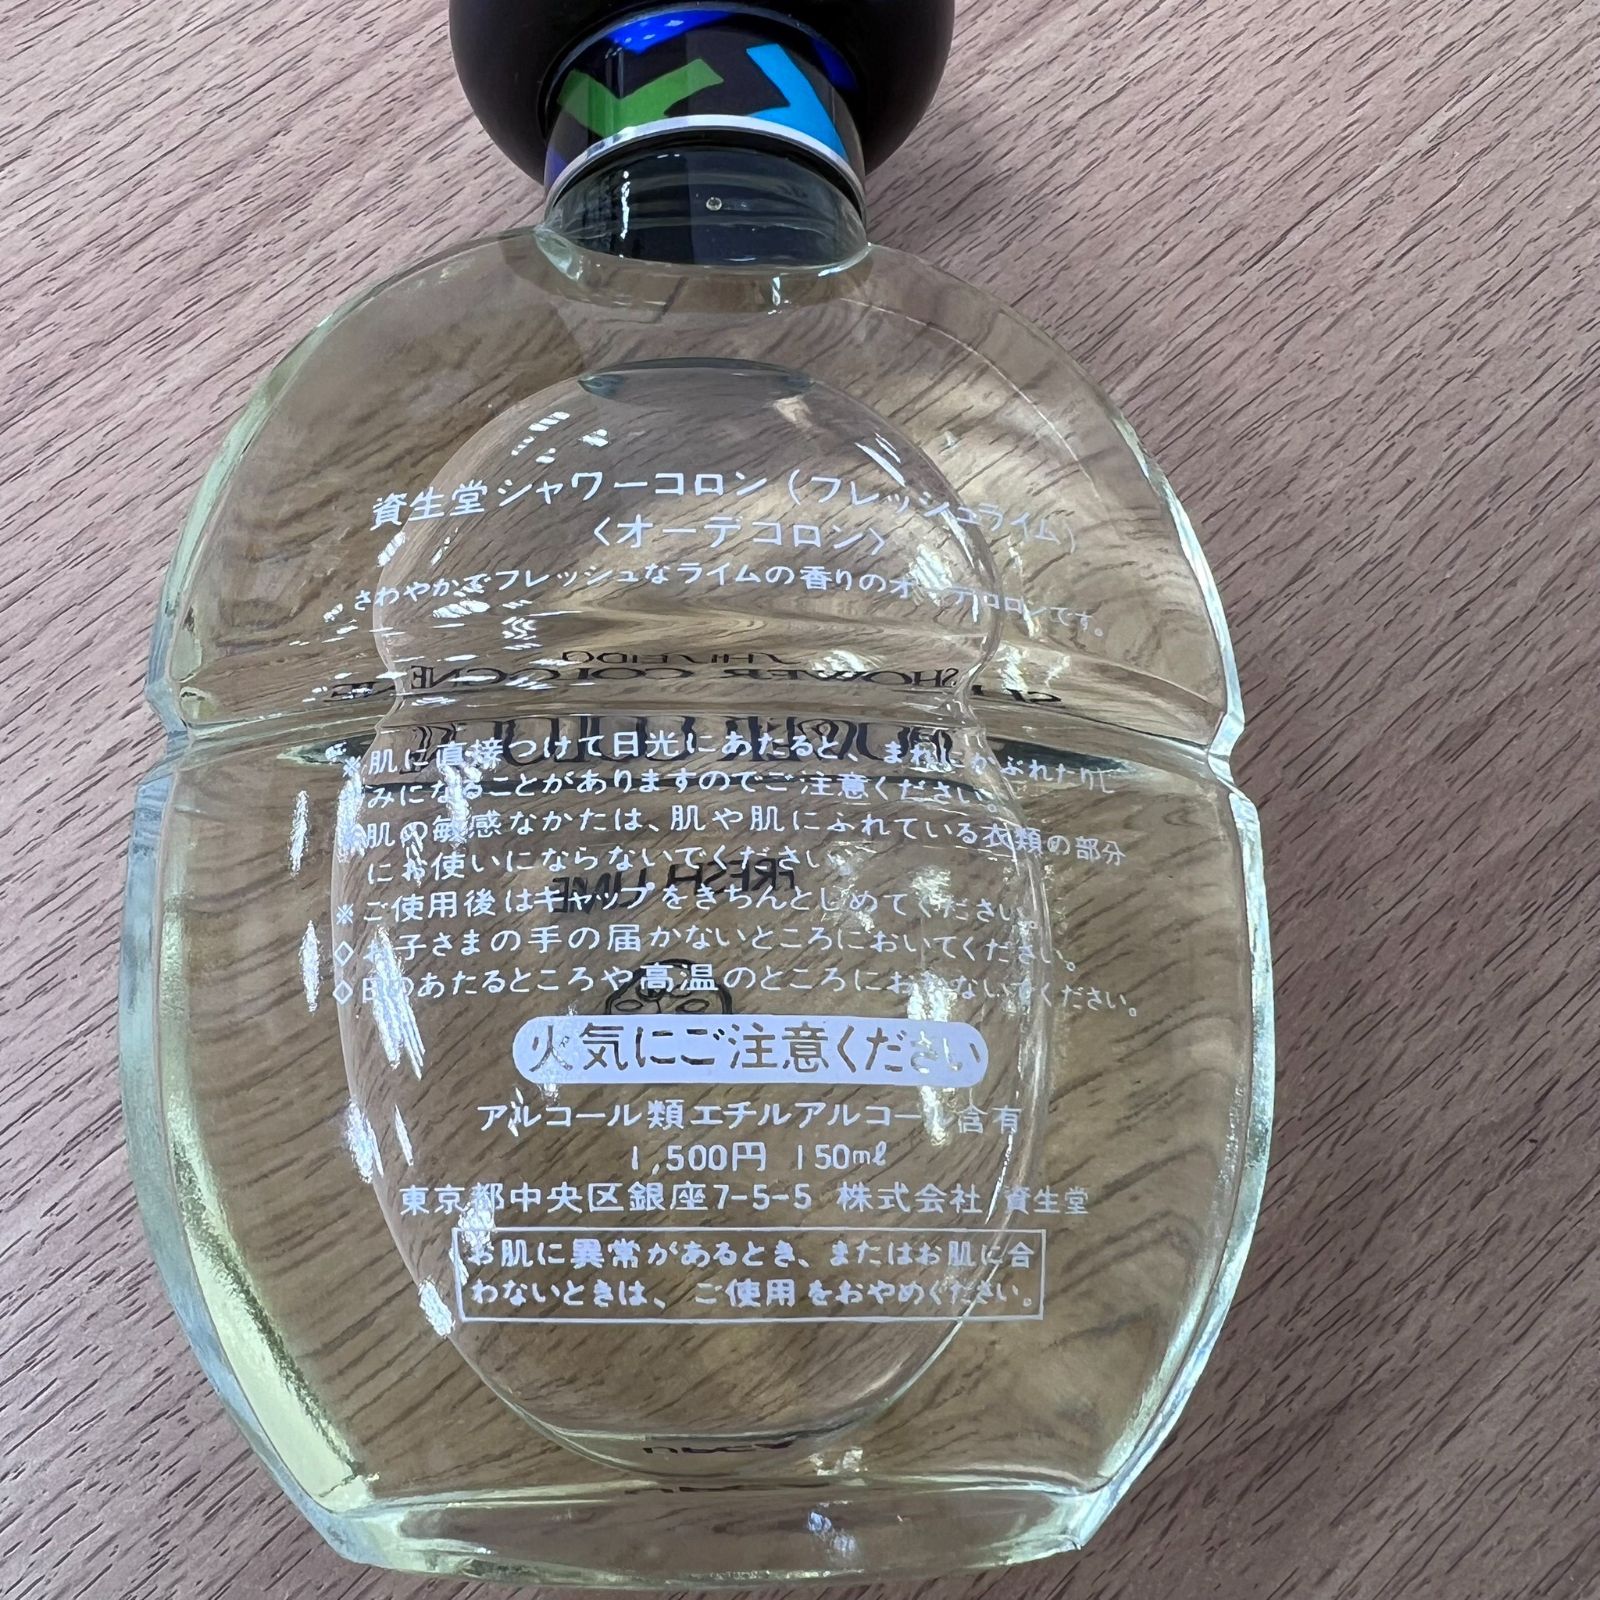 資生堂シャワーコロン(フレッシュライム)
〈オーデコロン〉
さわやかでフレッシュなライムの香りのオーデコロンです。
SHISEIDO
SHOWER COLOGNE
※肌に直接つけて日光にあたると、まれにかぶれたりし
みになることがありますのでご注意ください。
※肌の敏感なかたは、肌や肌にふれている衣類の部分
にお使いにならないでください。
FRESH LIME
※ご使用後はキャップをきちんとしめてください。
◇お子さまの手の届かないところにおいてください。
◇日のあたるところや高温のところにおかないでください。
火気にご注意ください
アルコール類エチルアルコール含有
1,500円 150ml
東京都中央区銀座7-5-5 株式会社 資生堂
お肌に異常があるとき、またはお肌に合
わないときは、ご使用をおやめください。